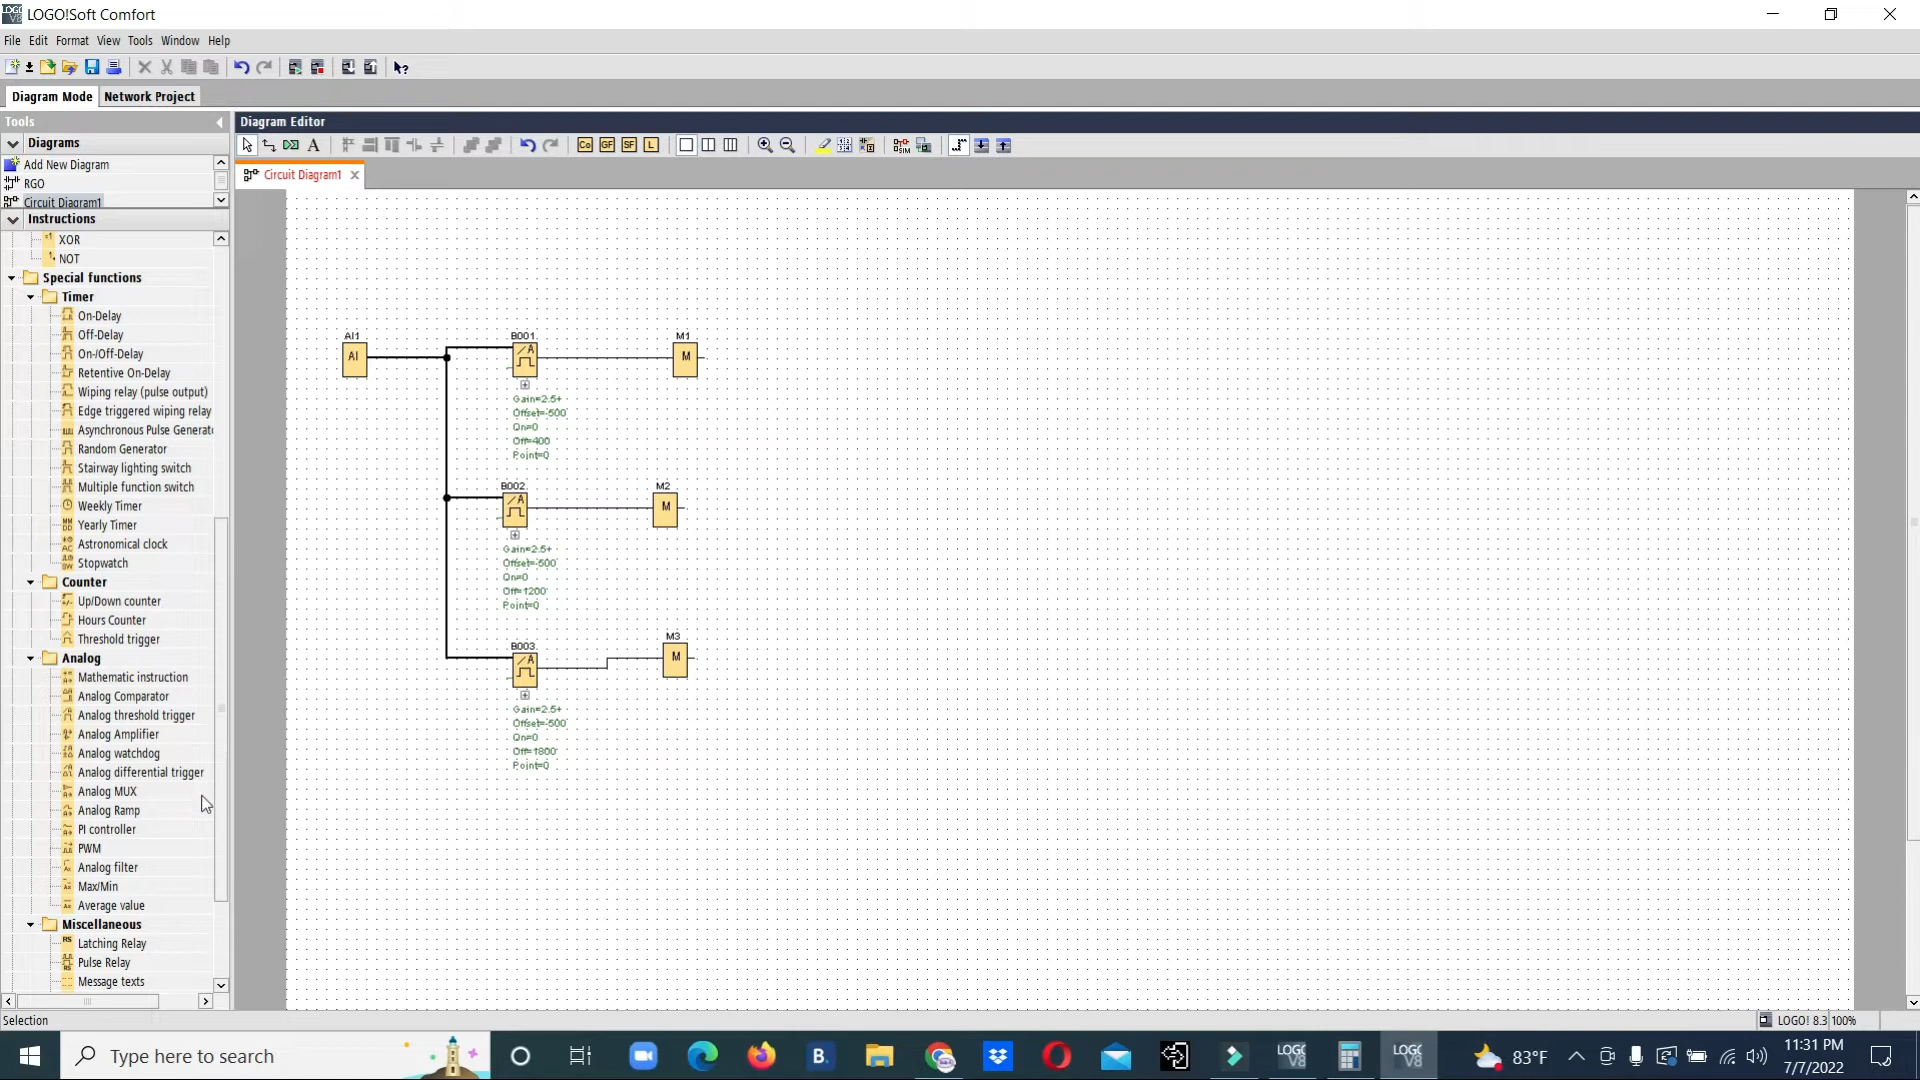 LOGO!Soft Comfort
File Edit Format View Tools Window Help
Diagram Mode Network Project
Tools
Diagram Editor
Diagrams
Add New Diagram
RGO
Circuit Diagram1
Circuit Diagram1
Instructions
XOR
NOT
Special functions
Timer
On-Delay
Off-Delay
On-/Off-Delay
Retentive On-Delay
Wiping relay (pulse output)
Edge triggered wiping relay
Asynchronous Pulse Generat
Random Generator
Stairway lighting switch
Multiple function switch
Weekly Timer
Yearly Timer
Astronomical clock
Stopwatch
Counter
Up/Down counter
Hours Counter
Threshold trigger
Analog
Mathematic instruction
Analog Comparator
Analog threshold trigger
Analog Amplifier
Analog watchdog
Analog differential trigger
Analog MUX
Analog Ramp
PI controller
PWM
Analog filter
Max/Min
Average value
Miscellaneous
Latching Relay
Pulse Relay
Message texts
Co GF SF L
AI1 B001 M1
AI /A M
Gain=2.5+
Offset=-500
On=0
Off=400
Point=0
B002 M2
/A M
Gain=2.5+
Offset=-500
On=0
Off=1200
Point=0
B003 M3
/A M
Gain=2.5+
Offset=-500
On=0
Off=1800
Point=0
Selection
LOGO! 8.3 100%
Type here to search
B.
LOGO V8
LOGO V8
83°F
11:31 PM
7/7/2022